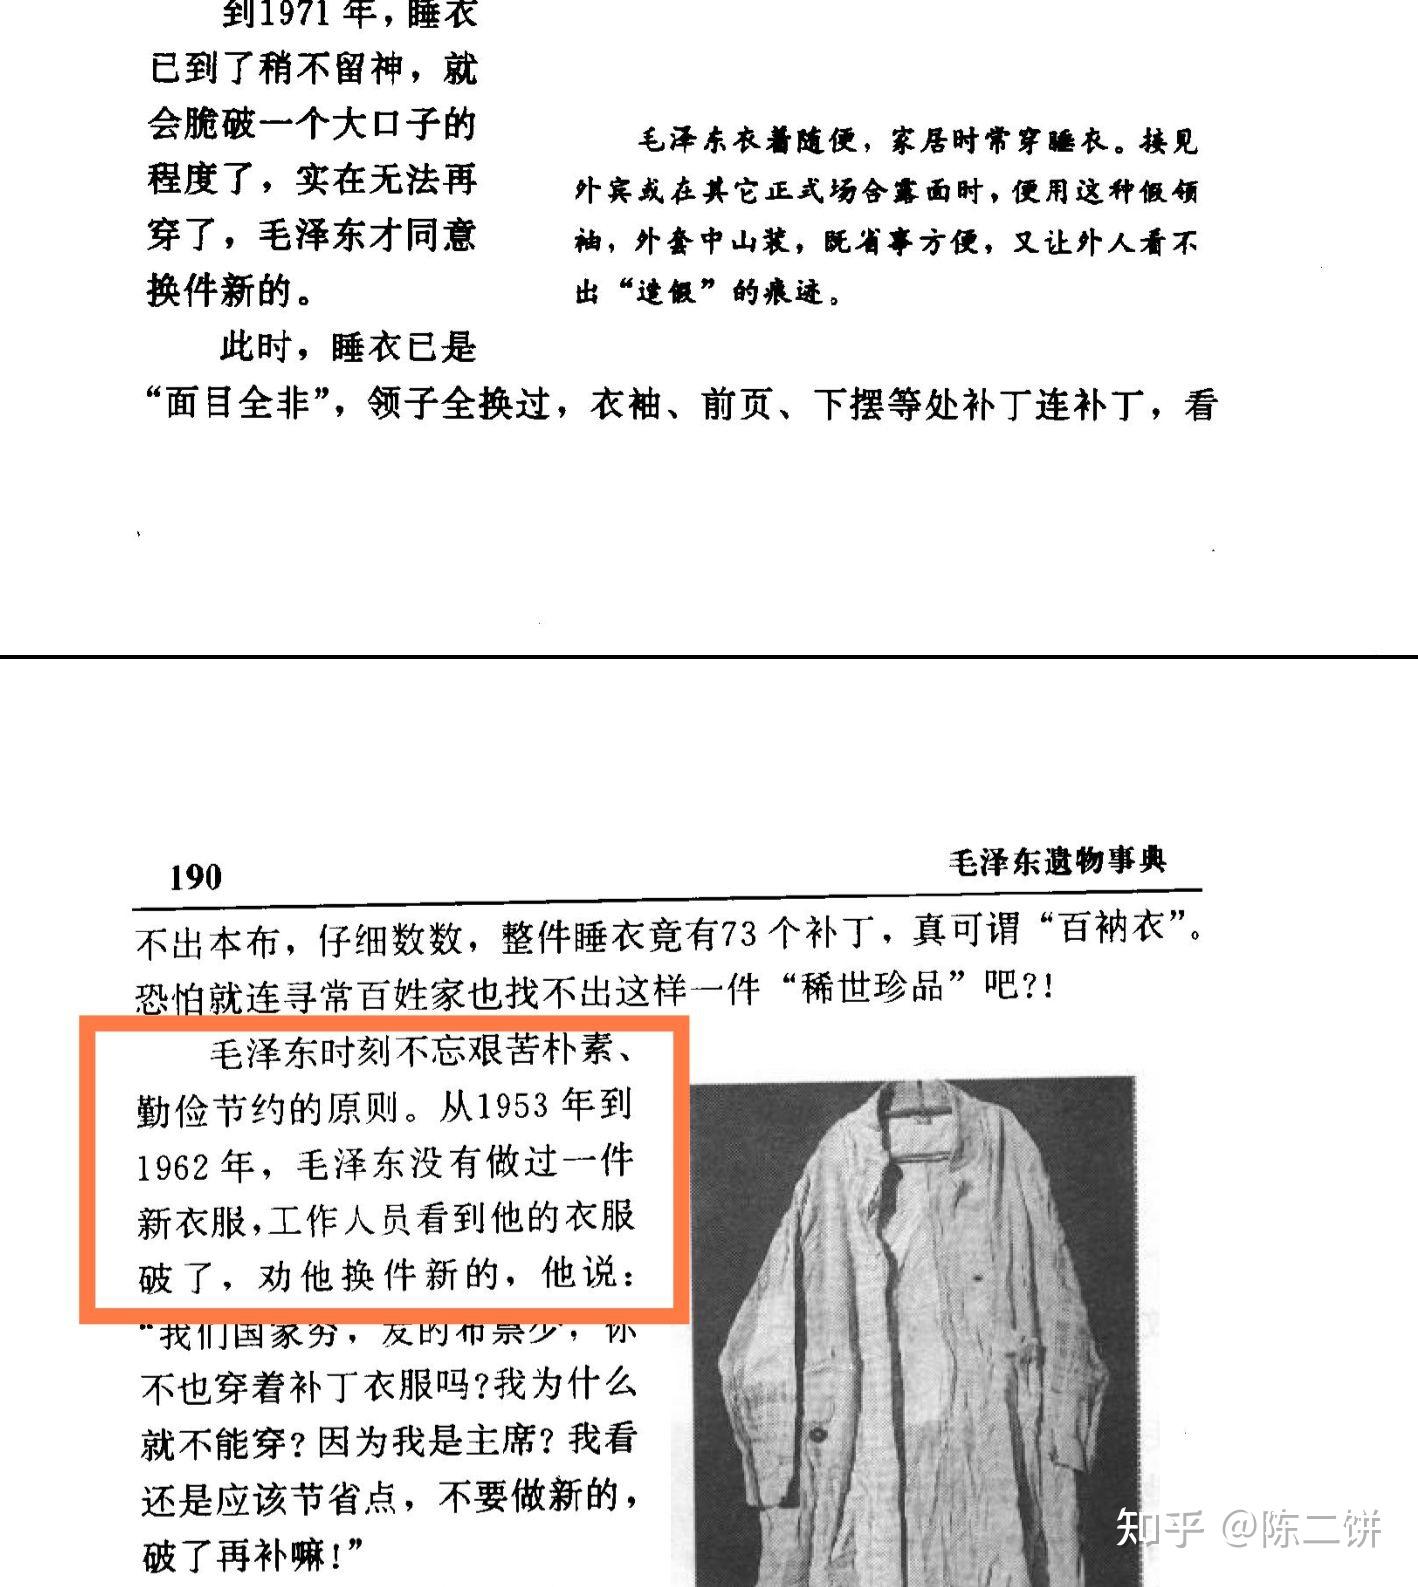 到1971年，睡衣
已到了稍不留神，就
会脆破一个大口子的
程度了，实在无法再
穿了，毛泽东才同意
换件新的。
毛泽东衣着随便，家居时常穿睡衣。接见
外宾或在其它正式场合露面时，便用这种假领
袖，外套中山装，既省事方便，又让外人看不
出“造假”的痕迹。
此时，睡衣已是
“面目全非”，领子全换过，衣袖、前页、下摆等处补丁连补丁，看
190
毛泽东遗物事典
不出本布，仔细数数，整件睡衣竟有73个补丁，真可谓“百衲衣”。
恐怕就连寻常百姓家也找不出这样一件“稀世珍品”吧?!
毛泽东时刻不忘艰苦朴素、
勤俭节约的原则。从1953年到
1962年，毛泽东没有做过一件
新衣服，工作人员看到他的衣服
破了，劝他换件新的，他说：
“我们国家穷，发的布票少，你
不也穿着补丁衣服吗?我为什么
就不能穿?因为我是主席?我看
还是应该节省点，不要做新的，
破了再补嘛!”
知乎 @陈二饼